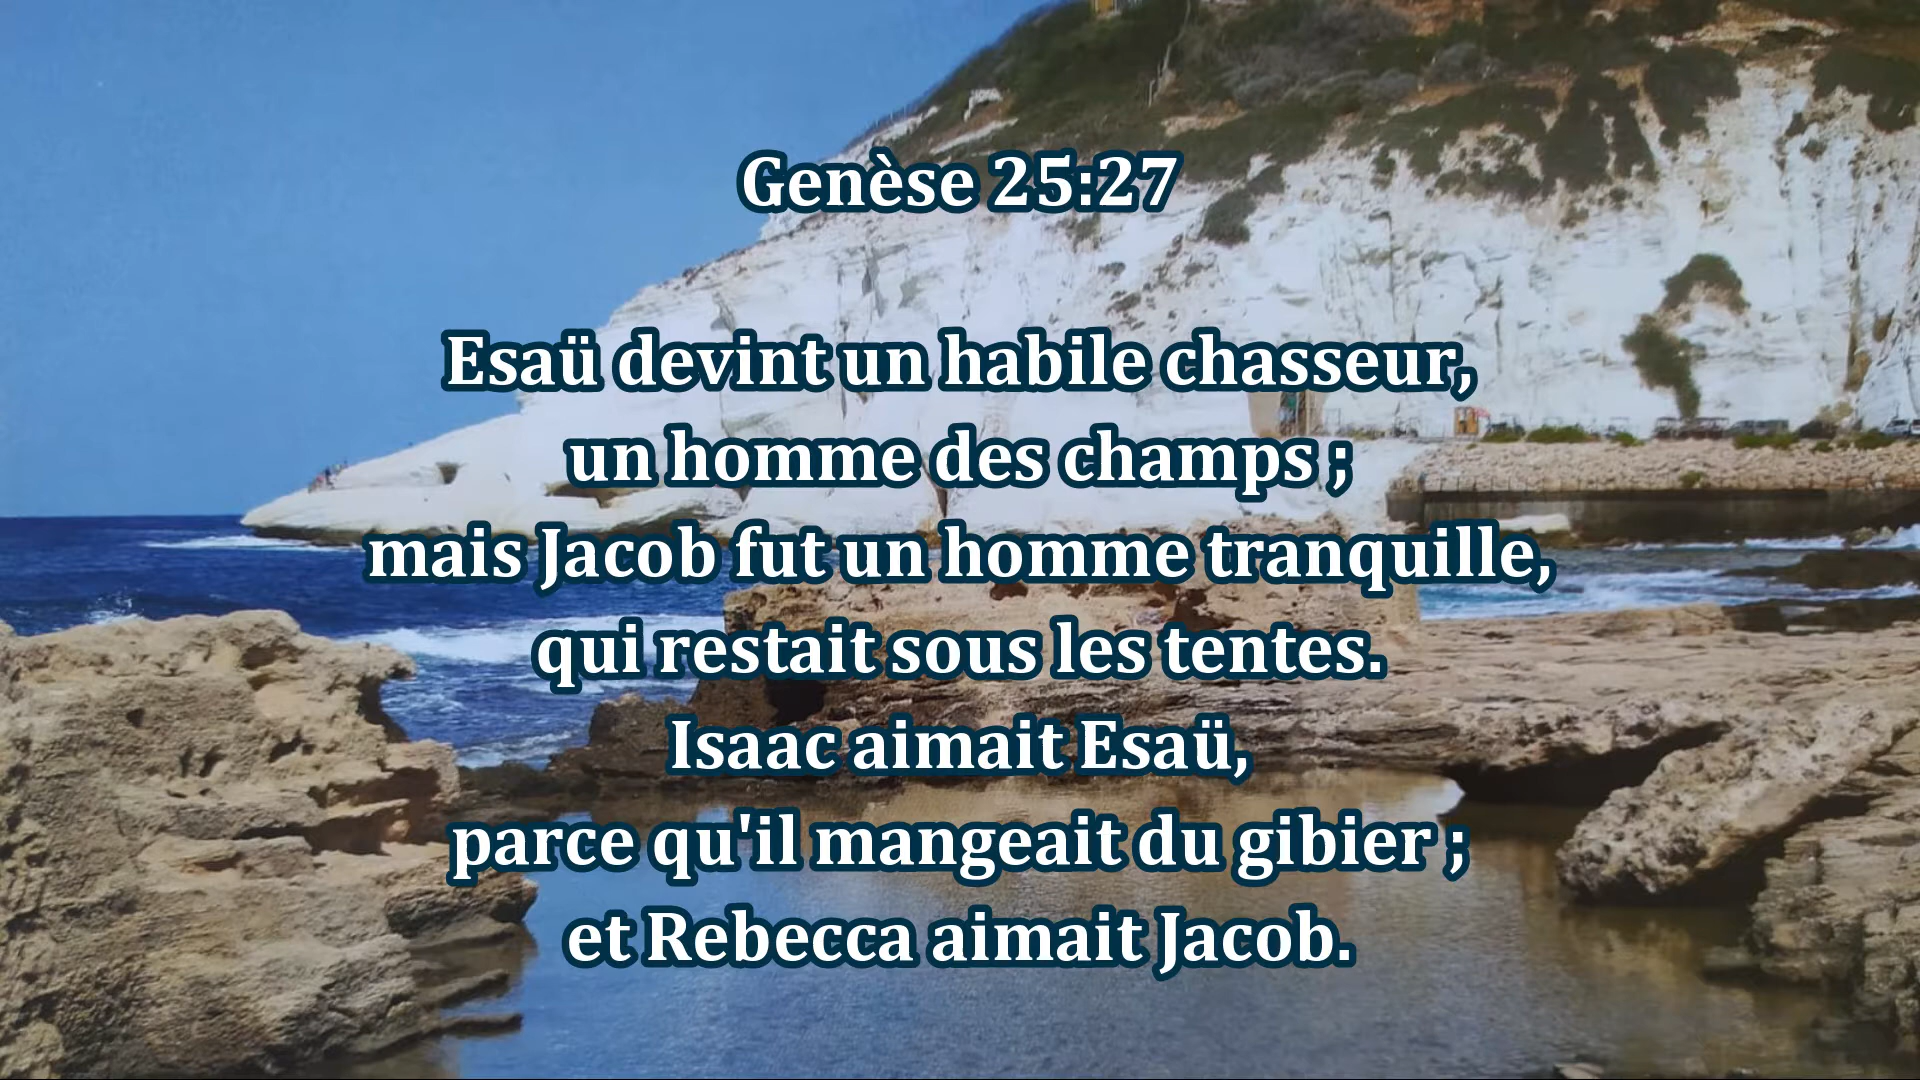 Genèse 25:27
Esaü devint un habile chasseur,
un homme des champs ;
mais Jacob fut un homme tranquille,
qui restait sous les tentes.
Isaac aimait Esaü,
parce qu'il mangeait du gibier ;
et Rebecca aimait Jacob.